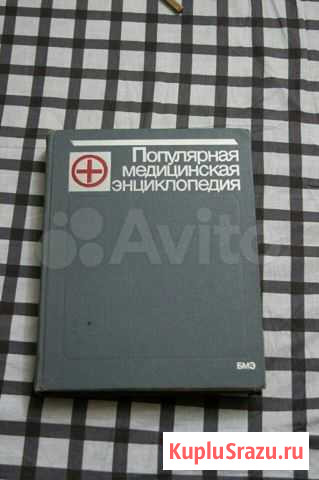 Популярная
медицинская
энциклопедия
Avito
БМЭ
KupluSrazu.ru